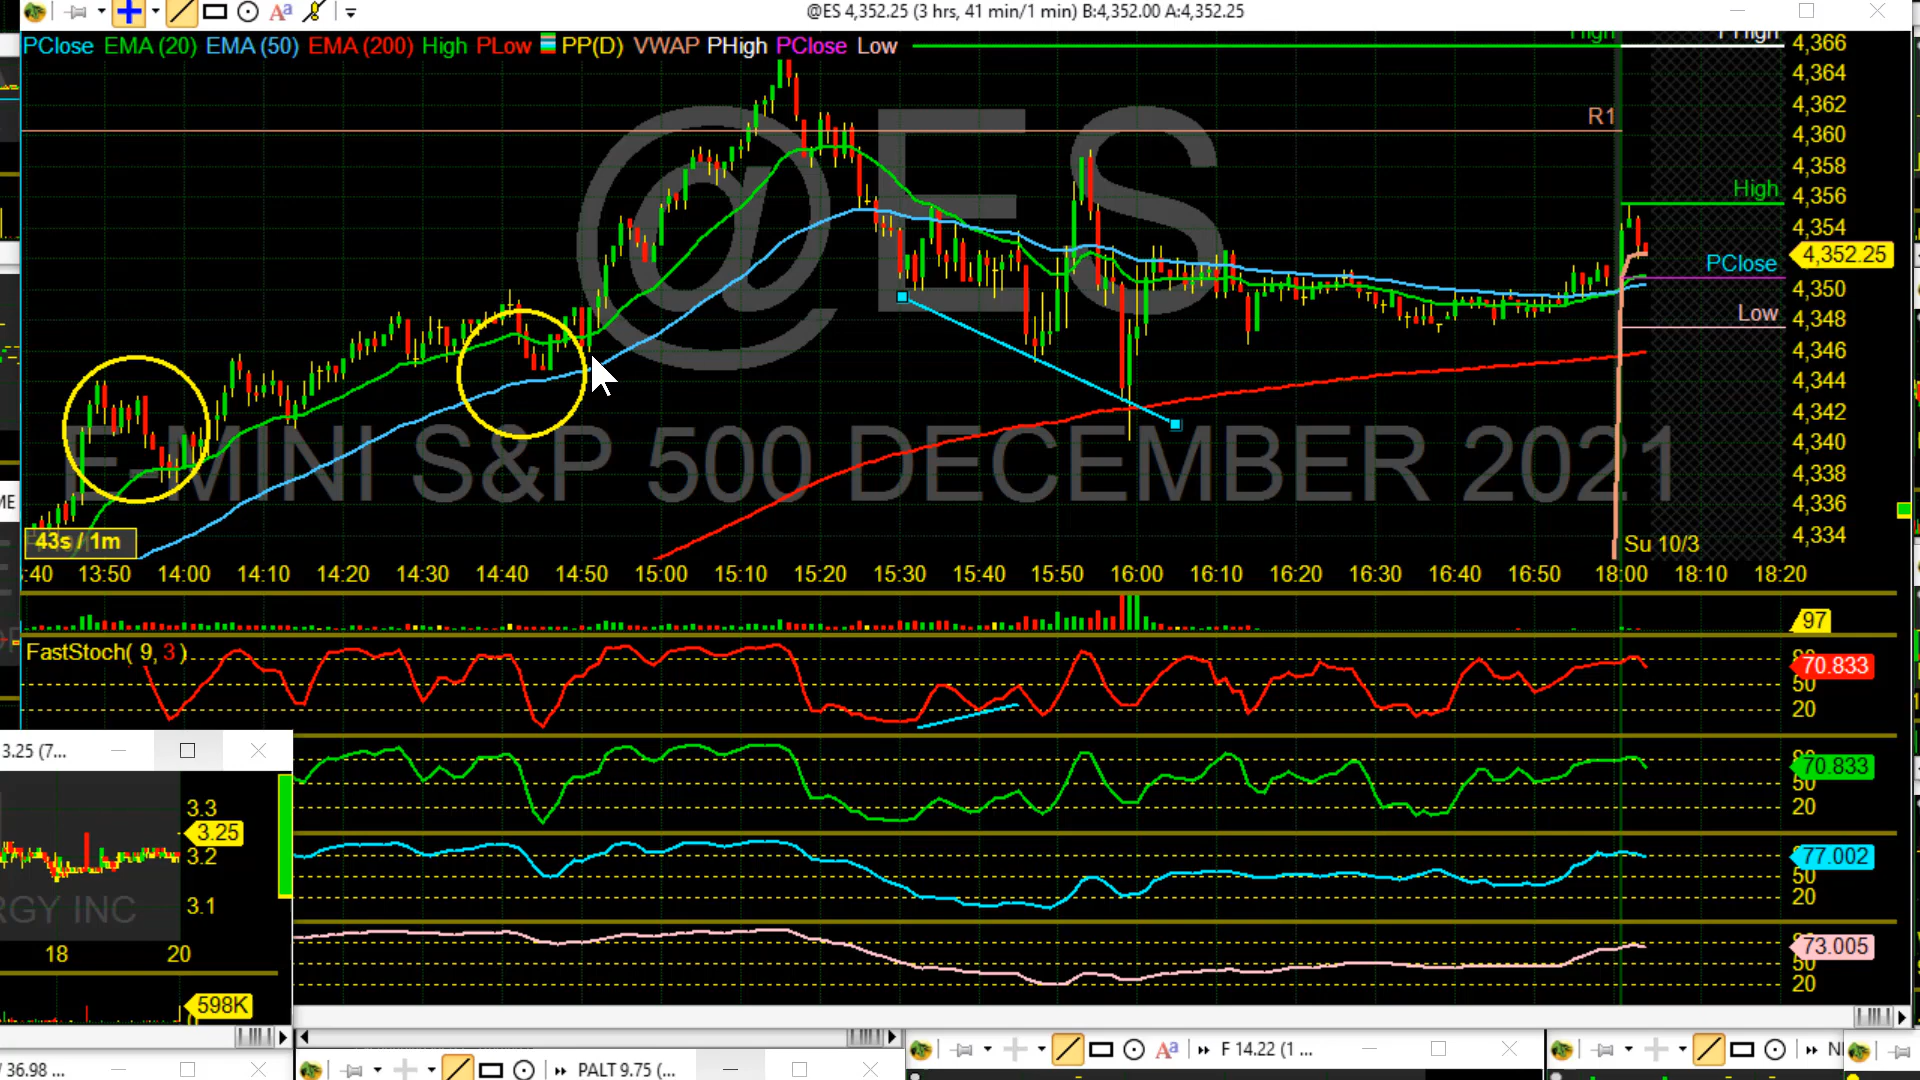 @ES 4,352.25 (3 hrs, 41 min/1 min) B:4,352.00 A:4,352.25
PClose EMA (20) EMA (50) EMA (200) High PLow PP(D) VWAP PHigh PClose Low
High PHigh
4,366
4,364
4,362
R1
4,360
4,358
High
4,356
4,354
4,352.25
PClose
4,350
Low
4,348
4,346
4,344
4,342
4,340
4,338
4,336
4,334
@ES
E-MINI S&P 500 DECEMBER 2021
ME
43s / 1m
Su 10/3
:40 13:50 14:00 14:10 14:20 14:30 14:40 14:50 15:00 15:10 15:20 15:30 15:40 15:50 16:00 16:10 16:20 16:30 16:40 16:50 18:00 18:10 18:20
97
FastStoch( 9, 3 )
70.833
50
20
70.833
20
77.002
50
20
73.005
50
20
3.25 (7...
3.3
3.25
3.2
3.1
RGY INC
18 20
598K
36.98 ...
PALT 9.75 (...
F 14.22 (1 ...